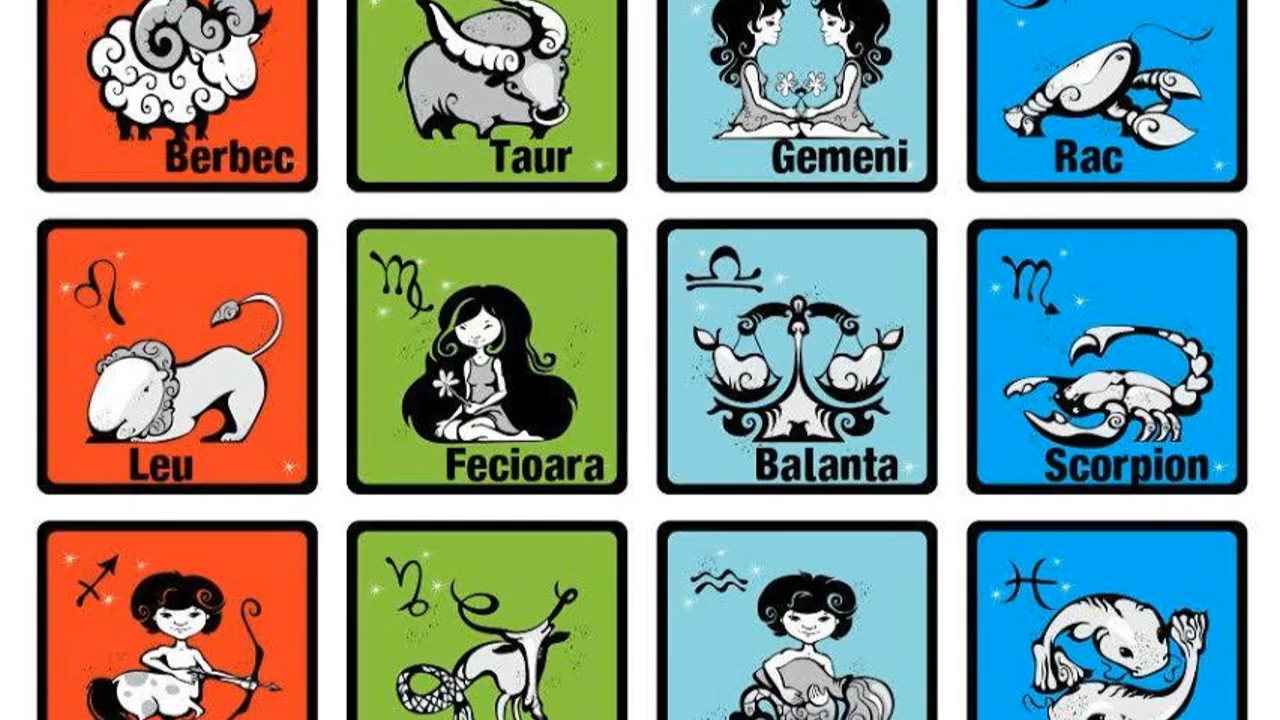 Berbec
Taur
Gemeni
Rac
Leu
Fecioara
Balanta
Scorpion